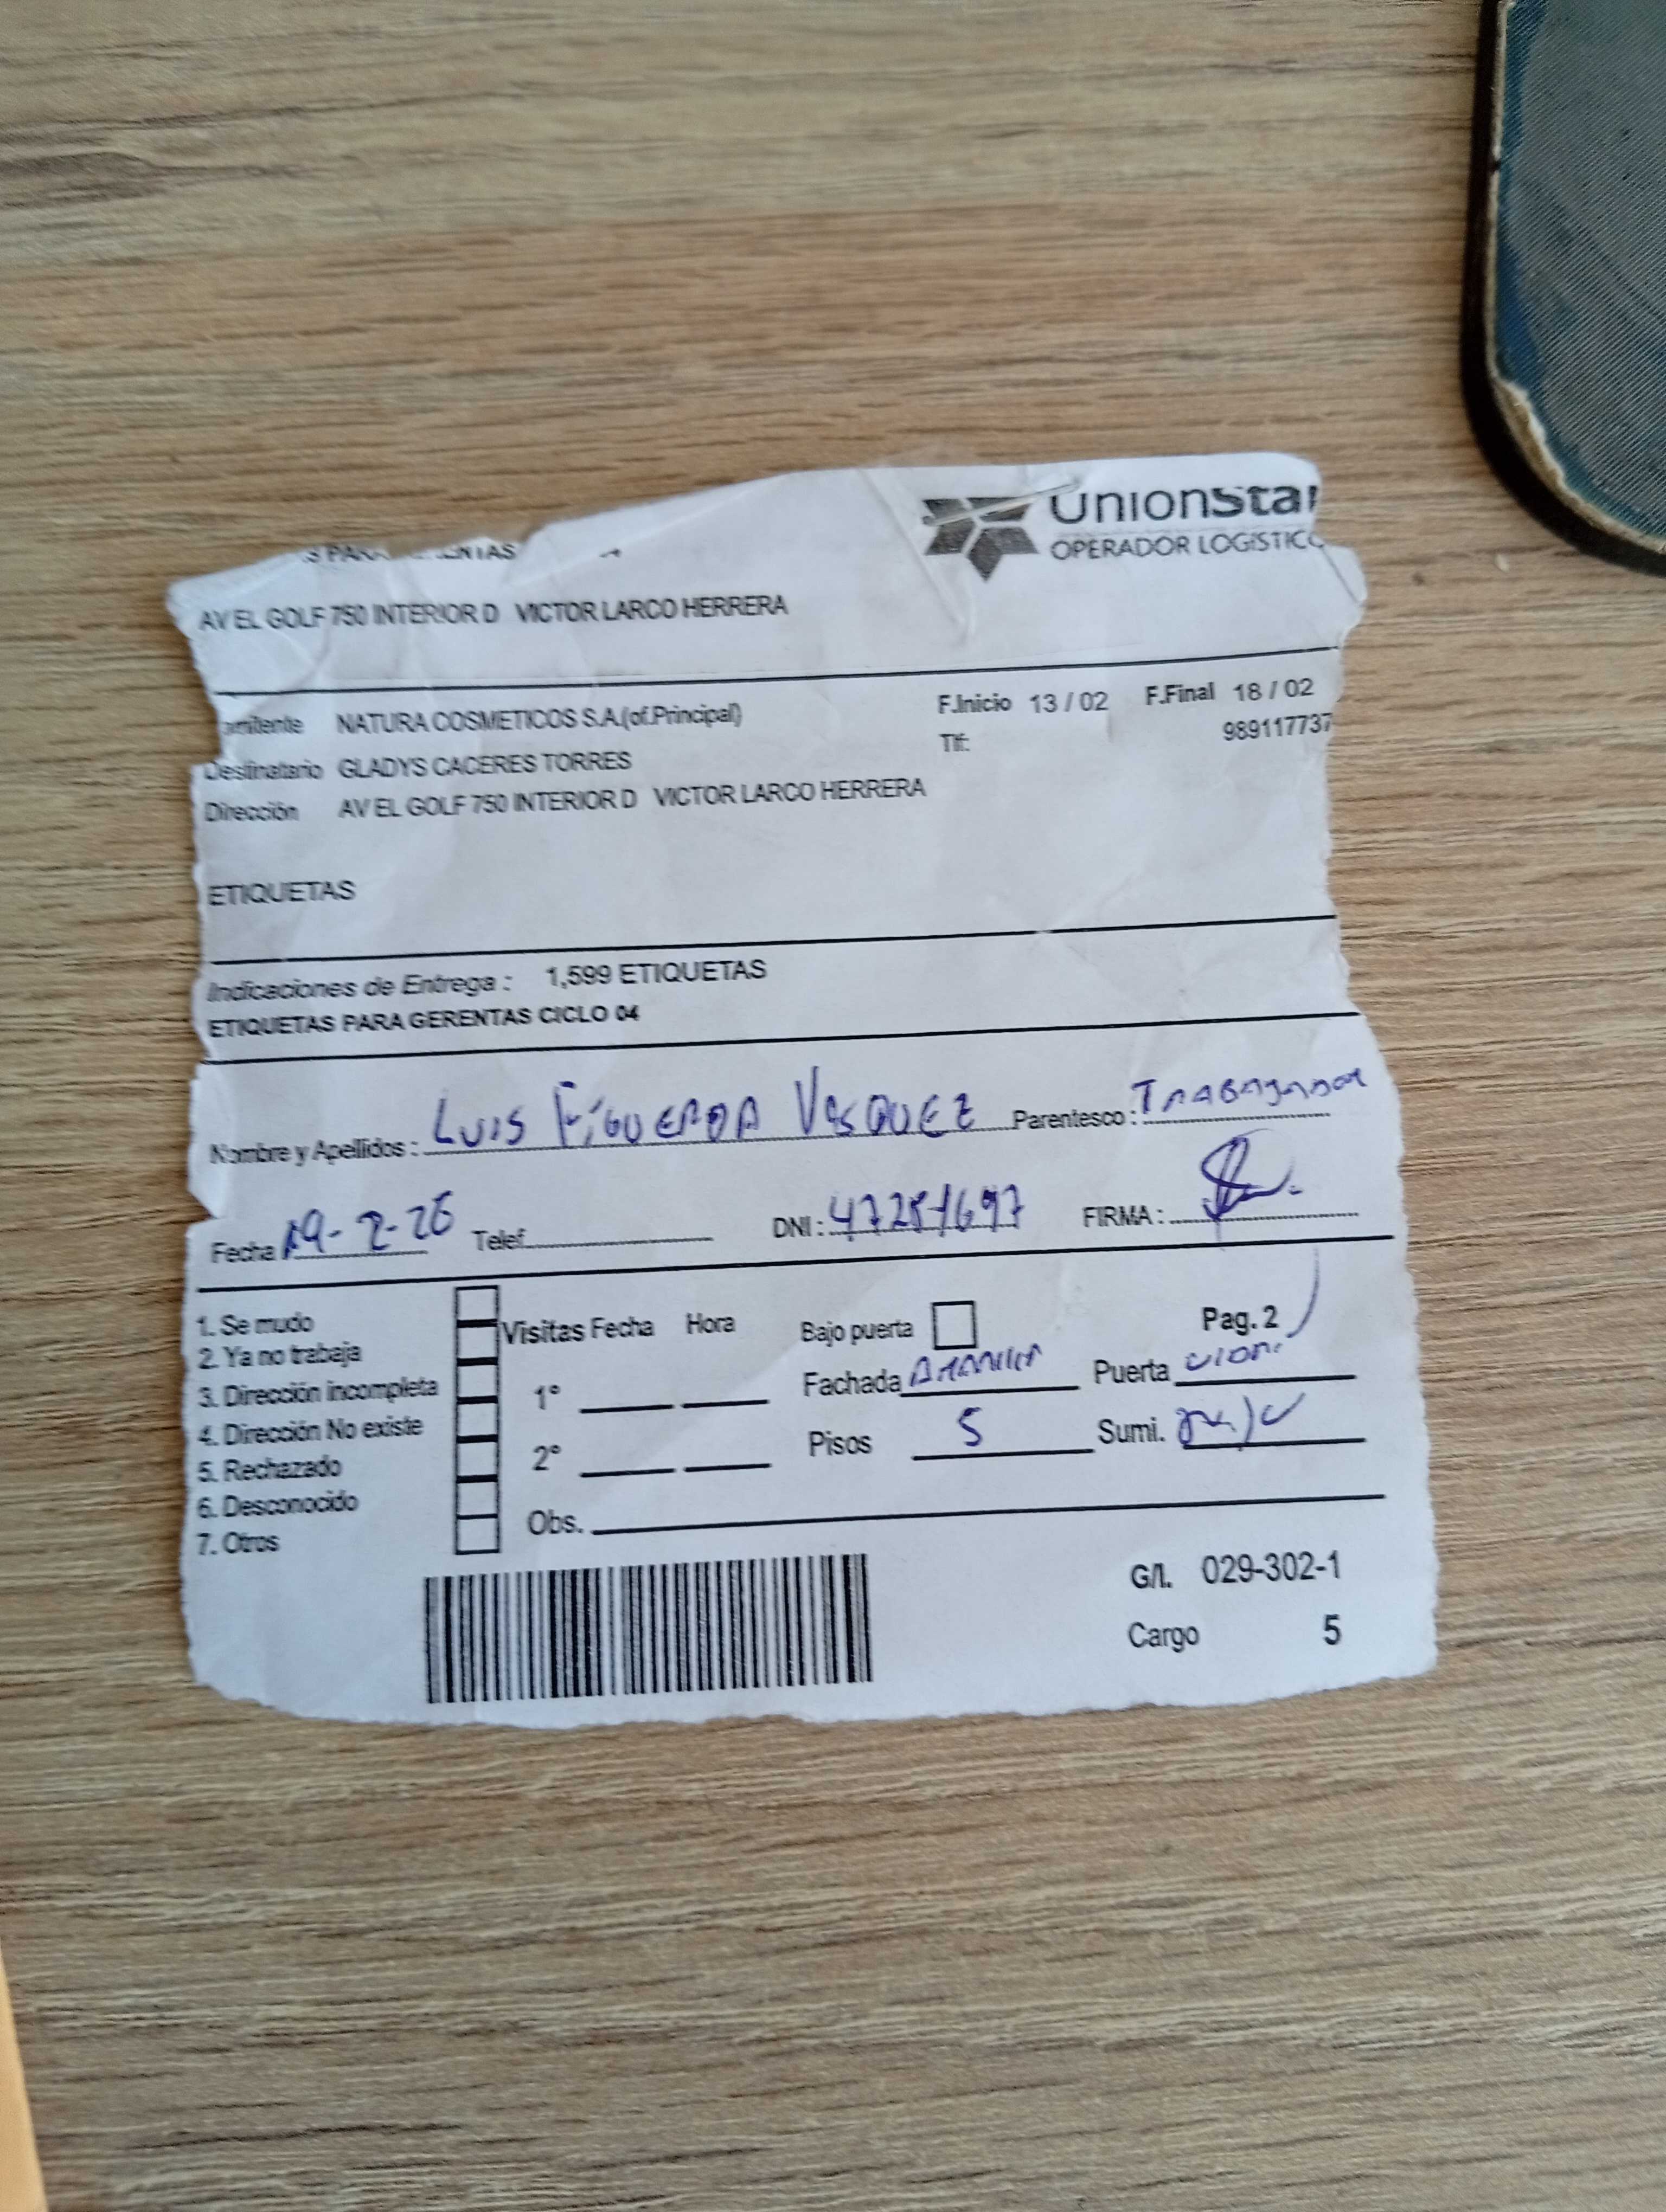 UnionStar
OPERADOR LOGISTICO
AV EL GOLF 750 INTERIOR D VICTOR LARCO HERRERA
NATURA COSMETICOS S.A.(of.Principal) F.Inicio 13 / 02 F.Final 18 / 02
Tlf: 989117737
Destinatario GLADYS CACERES TORRES
Dirección AV EL GOLF 750 INTERIOR D VICTOR LARCO HERRERA
ETIQUETAS
Indicaciones de Entrega : 1,599 ETIQUETAS
ETIQUETAS PARA GERENTAS CICLO 04
Nombre y Apellidos : LUIS FIGUEROA VASQUEZ Parentesco : TRABAJADOR
Fecha 19-2-26 Telef. DNI : FIRMA :
1. Se mudo
2. Ya no trabaja
3. Dirección incompleta
4. Dirección No existe
5. Rechazado
6. Desconocido
7. Otros
Visitas Fecha Hora
1°
2°
Bajo puerta Pag. 2
Fachada Puerta
Pisos 5 Sumi.
Obs.
G/I. 029-302-1
Cargo 5